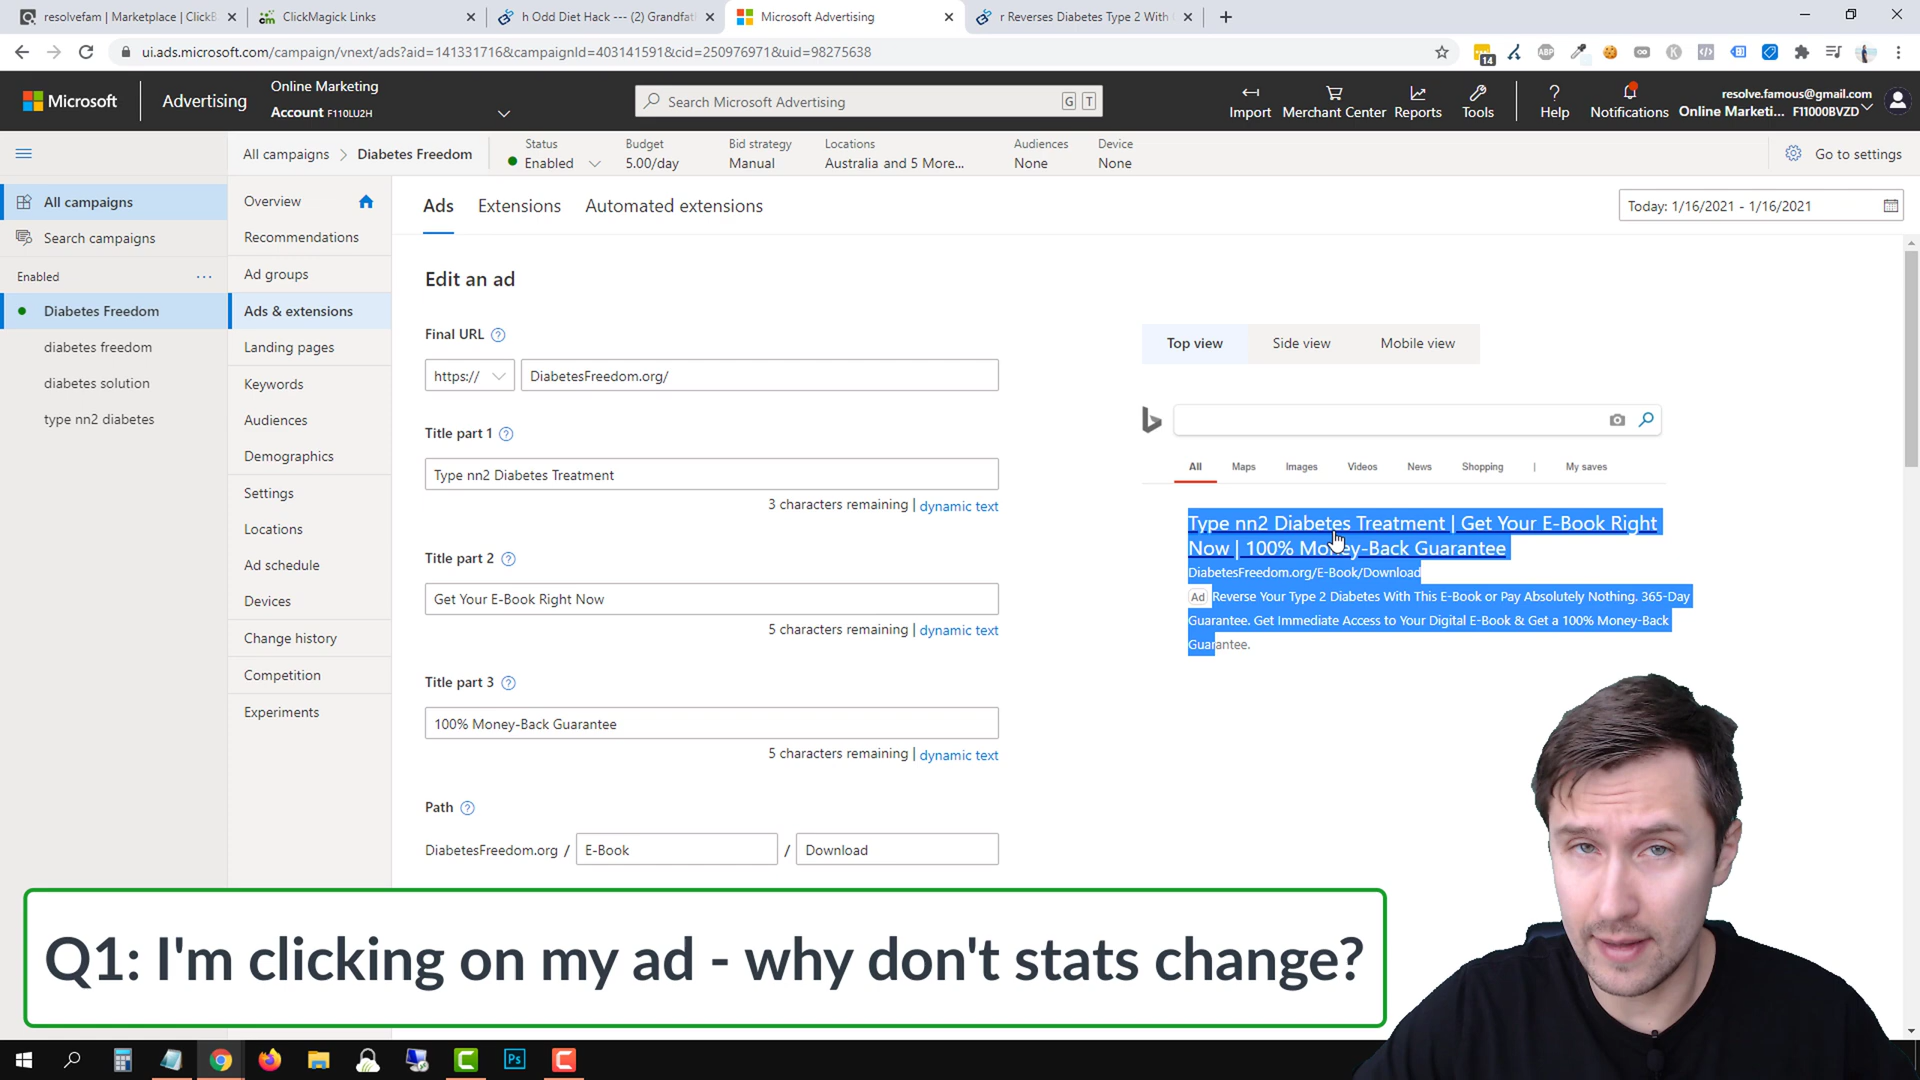 resolvefam | Marketplace | ClickB
ClickMagick Links
h Odd Diet Hack --- (2) Grandfat
Microsoft Advertising
r Reverses Diabetes Type 2 With
ui.ads.microsoft.com/campaign/vnext/ads?aid=141331716&campaignId=403141591&cid=250976971&uid=98275638
ABP
14
K
Microsoft
Advertising
Online Marketing
Account F110LU2H
Search Microsoft Advertising
G T
Import
Merchant Center
Reports
Tools
Help
Notifications
resolve.famous@gmail.com
Online Marketi... F11000BVZD
All campaigns > Diabetes Freedom
Status
Enabled
Budget
5.00/day
Bid strategy
Manual
Locations
Australia and 5 More...
Audiences
None
Device
None
Go to settings
All campaigns
Search campaigns
Enabled ...
Diabetes Freedom
diabetes freedom
diabetes solution
type nn2 diabetes
Overview
Recommendations
Ad groups
Ads & extensions
Landing pages
Keywords
Audiences
Demographics
Settings
Locations
Ad schedule
Devices
Change history
Competition
Experiments
Ads
Extensions
Automated extensions
Today: 1/16/2021 - 1/16/2021
Edit an ad
Final URL ?
https://
DiabetesFreedom.org/
Title part 1 ?
Type nn2 Diabetes Treatment
3 characters remaining | dynamic text
Title part 2 ?
Get Your E-Book Right Now
5 characters remaining | dynamic text
Title part 3 ?
100% Money-Back Guarantee
5 characters remaining | dynamic text
Path ?
DiabetesFreedom.org / E-Book / Download
Top view
Side view
Mobile view
All
Maps
Images
Videos
News
Shopping
|
My saves
Type nn2 Diabetes Treatment | Get Your E-Book Right
Now | 100% Money-Back Guarantee
DiabetesFreedom.org/E-Book/Download
Ad Reverse Your Type 2 Diabetes With This E-Book or Pay Absolutely Nothing. 365-Day
Guarantee. Get Immediate Access to Your Digital E-Book & Get a 100% Money-Back
Guarantee.
Q1: I'm clicking on my ad - why don't stats change?
Ps